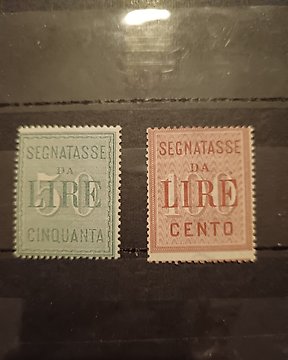 SEGNATASSE
DA
50
LIRE
CINQUANTA
SEGNATASSE
DA
100
LIRE
CENTO